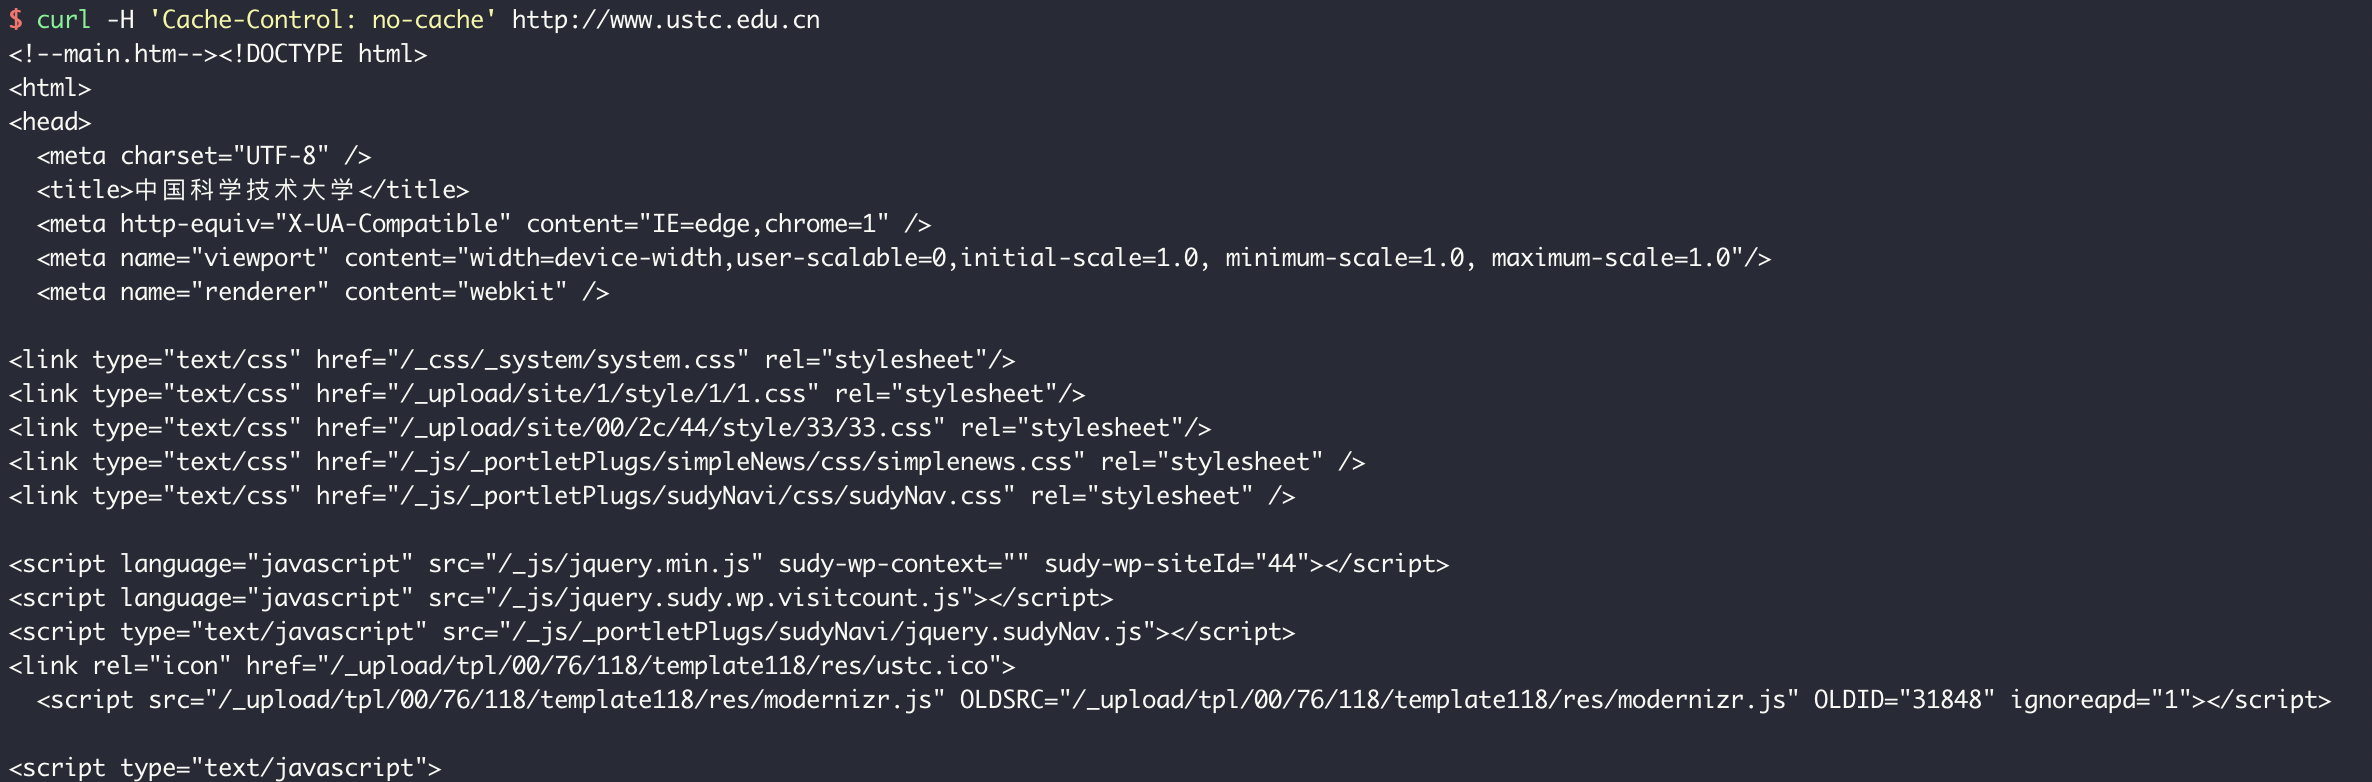 $ curl -H 'Cache-Control: no-cache' http://www.ustc.edu.cn
<!--main.htm--><!DOCTYPE html>
<html>
<head>
  <meta charset="UTF-8" />
  <title>中国科学技术大学</title>
  <meta http-equiv="X-UA-Compatible" content="IE=edge,chrome=1" />
  <meta name="viewport" content="width=device-width,user-scalable=0,initial-scale=1.0, minimum-scale=1.0, maximum-scale=1.0"/>
  <meta name="renderer" content="webkit" />

<link type="text/css" href="/_css/_system/system.css" rel="stylesheet"/>
<link type="text/css" href="/_upload/site/1/style/1/1.css" rel="stylesheet"/>
<link type="text/css" href="/_upload/site/00/2c/44/style/33/33.css" rel="stylesheet"/>
<link type="text/css" href="/_js/_portletPlugs/simpleNews/css/simplenews.css" rel="stylesheet" />
<link type="text/css" href="/_js/_portletPlugs/sudyNavi/css/sudyNav.css" rel="stylesheet" />

<script language="javascript" src="/_js/jquery.min.js" sudy-wp-context="" sudy-wp-siteId="44"></script>
<script language="javascript" src="/_js/jquery.sudy.wp.visitcount.js"></script>
<script type="text/javascript" src="/_js/_portletPlugs/sudyNavi/jquery.sudyNav.js"></script>
<link rel="icon" href="/_upload/tpl/00/76/118/template118/res/ustc.ico">
  <script src="/_upload/tpl/00/76/118/template118/res/modernizr.js" OLDSRC="/_upload/tpl/00/76/118/template118/res/modernizr.js" OLDID="31848" ignoreapd="1"></script>

<script type="text/javascript">